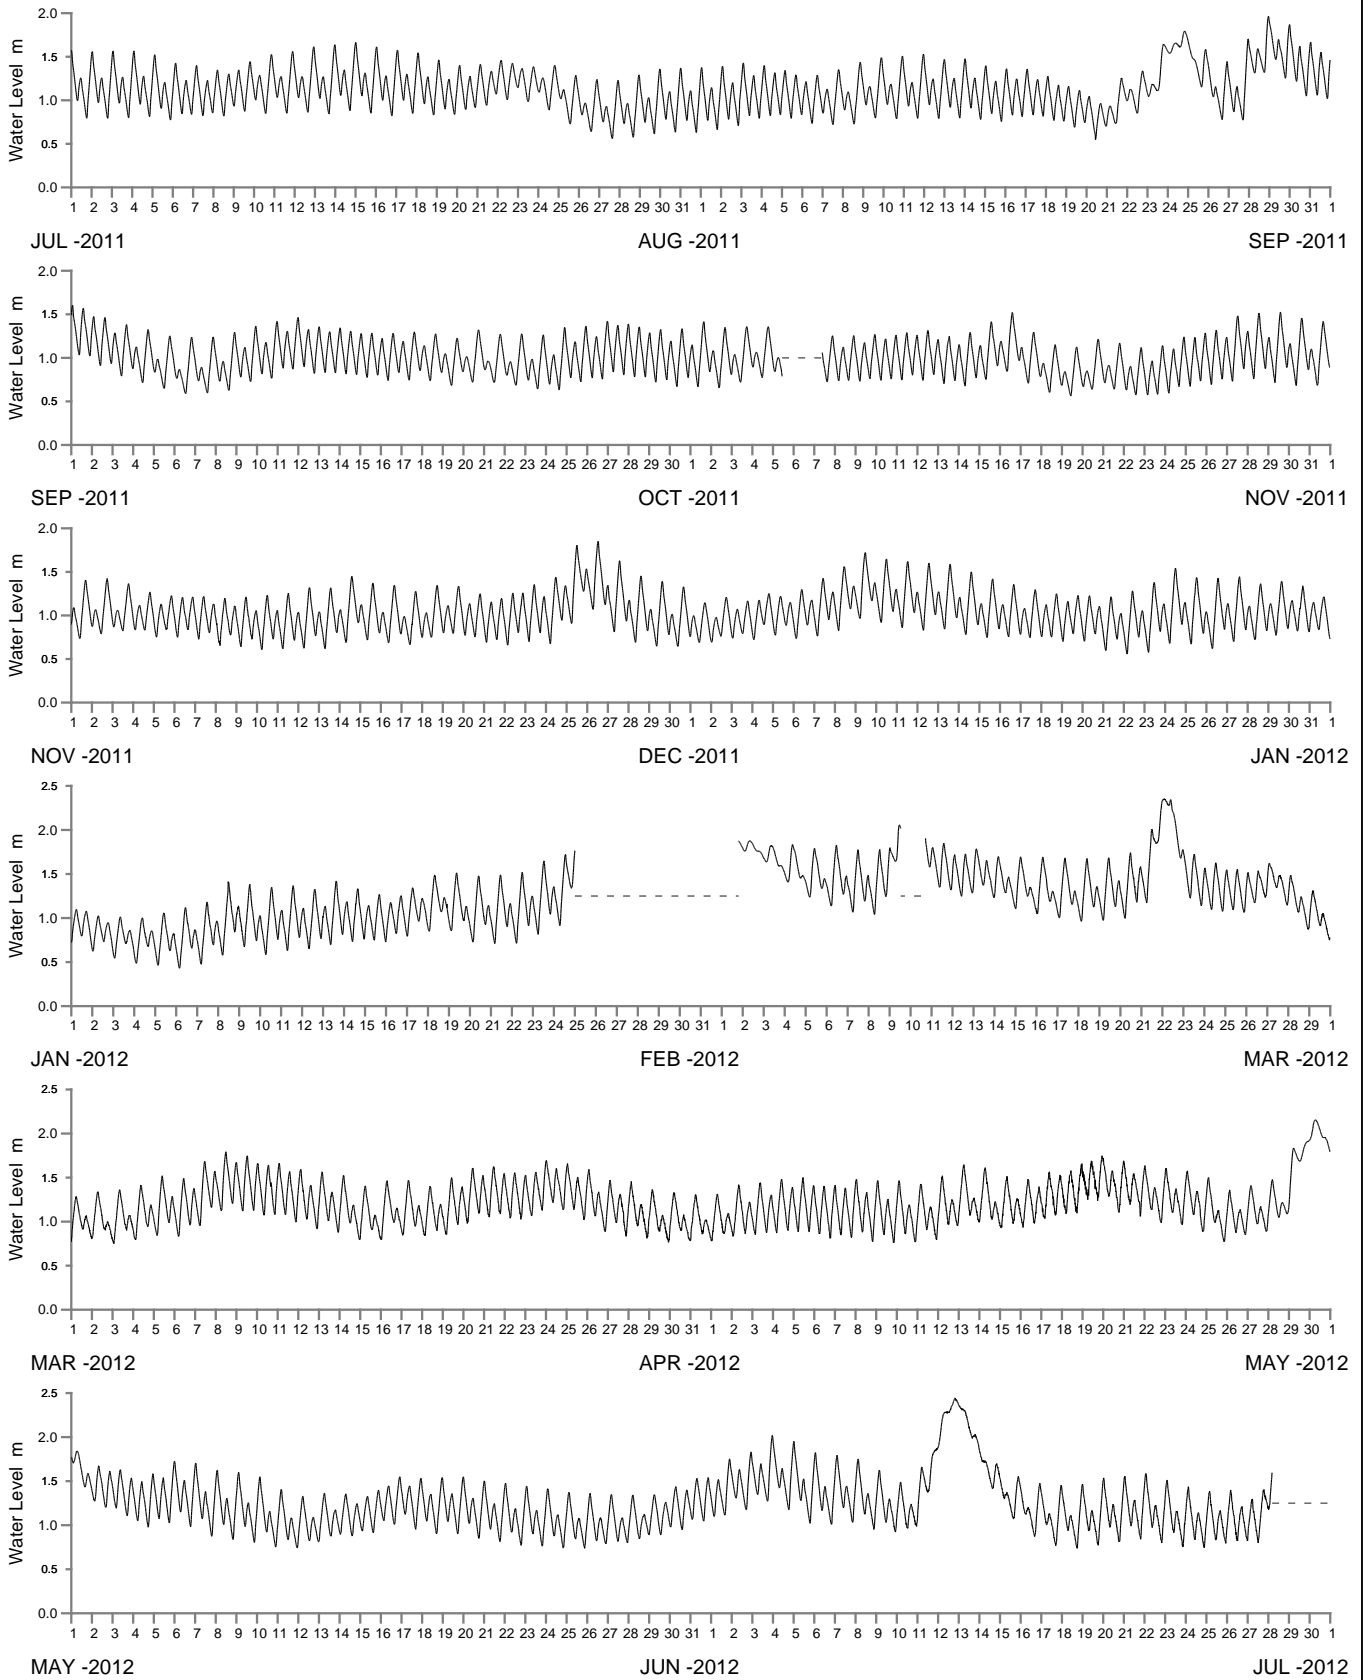 2.0
1.5
1.0
0.5
0.0
Water Level m
1 2 3 4 5 6 7 8 9 10 11 12 13 14 15 16 17 18 19 20 21 22 23 24 25 26 27 28 29 30 31 1 2 3 4 5 6 7 8 9 10 11 12 13 14 15 16 17 18 19 20 21 22 23 24 25 26 27 28 29 30 31 1
JUL -2011 AUG -2011 SEP -2011
2.0
1.5
1.0
0.5
0.0
Water Level m
1 2 3 4 5 6 7 8 9 10 11 12 13 14 15 16 17 18 19 20 21 22 23 24 25 26 27 28 29 30 1 2 3 4 5 6 7 8 9 10 11 12 13 14 15 16 17 18 19 20 21 22 23 24 25 26 27 28 29 30 31 1
SEP -2011 OCT -2011 NOV -2011
2.0
1.5
1.0
0.5
0.0
Water Level m
1 2 3 4 5 6 7 8 9 10 11 12 13 14 15 16 17 18 19 20 21 22 23 24 25 26 27 28 29 30 1 2 3 4 5 6 7 8 9 10 11 12 13 14 15 16 17 18 19 20 21 22 23 24 25 26 27 28 29 30 31 1
NOV -2011 DEC -2011 JAN -2012
2.5
2.0
1.5
1.0
0.5
0.0
Water Level m
1 2 3 4 5 6 7 8 9 10 11 12 13 14 15 16 17 18 19 20 21 22 23 24 25 26 27 28 29 30 31 1 2 3 4 5 6 7 8 9 10 11 12 13 14 15 16 17 18 19 20 21 22 23 24 25 26 27 28 29 1
JAN -2012 FEB -2012 MAR -2012
2.5
2.0
1.5
1.0
0.5
0.0
Water Level m
1 2 3 4 5 6 7 8 9 10 11 12 13 14 15 16 17 18 19 20 21 22 23 24 25 26 27 28 29 30 31 1 2 3 4 5 6 7 8 9 10 11 12 13 14 15 16 17 18 19 20 21 22 23 24 25 26 27 28 29 30 1
MAR -2012 APR -2012 MAY -2012
2.5
2.0
1.5
1.0
0.5
0.0
Water Level m
1 2 3 4 5 6 7 8 9 10 11 12 13 14 15 16 17 18 19 20 21 22 23 24 25 26 27 28 29 30 31 1 2 3 4 5 6 7 8 9 10 11 12 13 14 15 16 17 18 19 20 21 22 23 24 25 26 27 28 29 30 1
MAY -2012 JUN -2012 JUL -2012